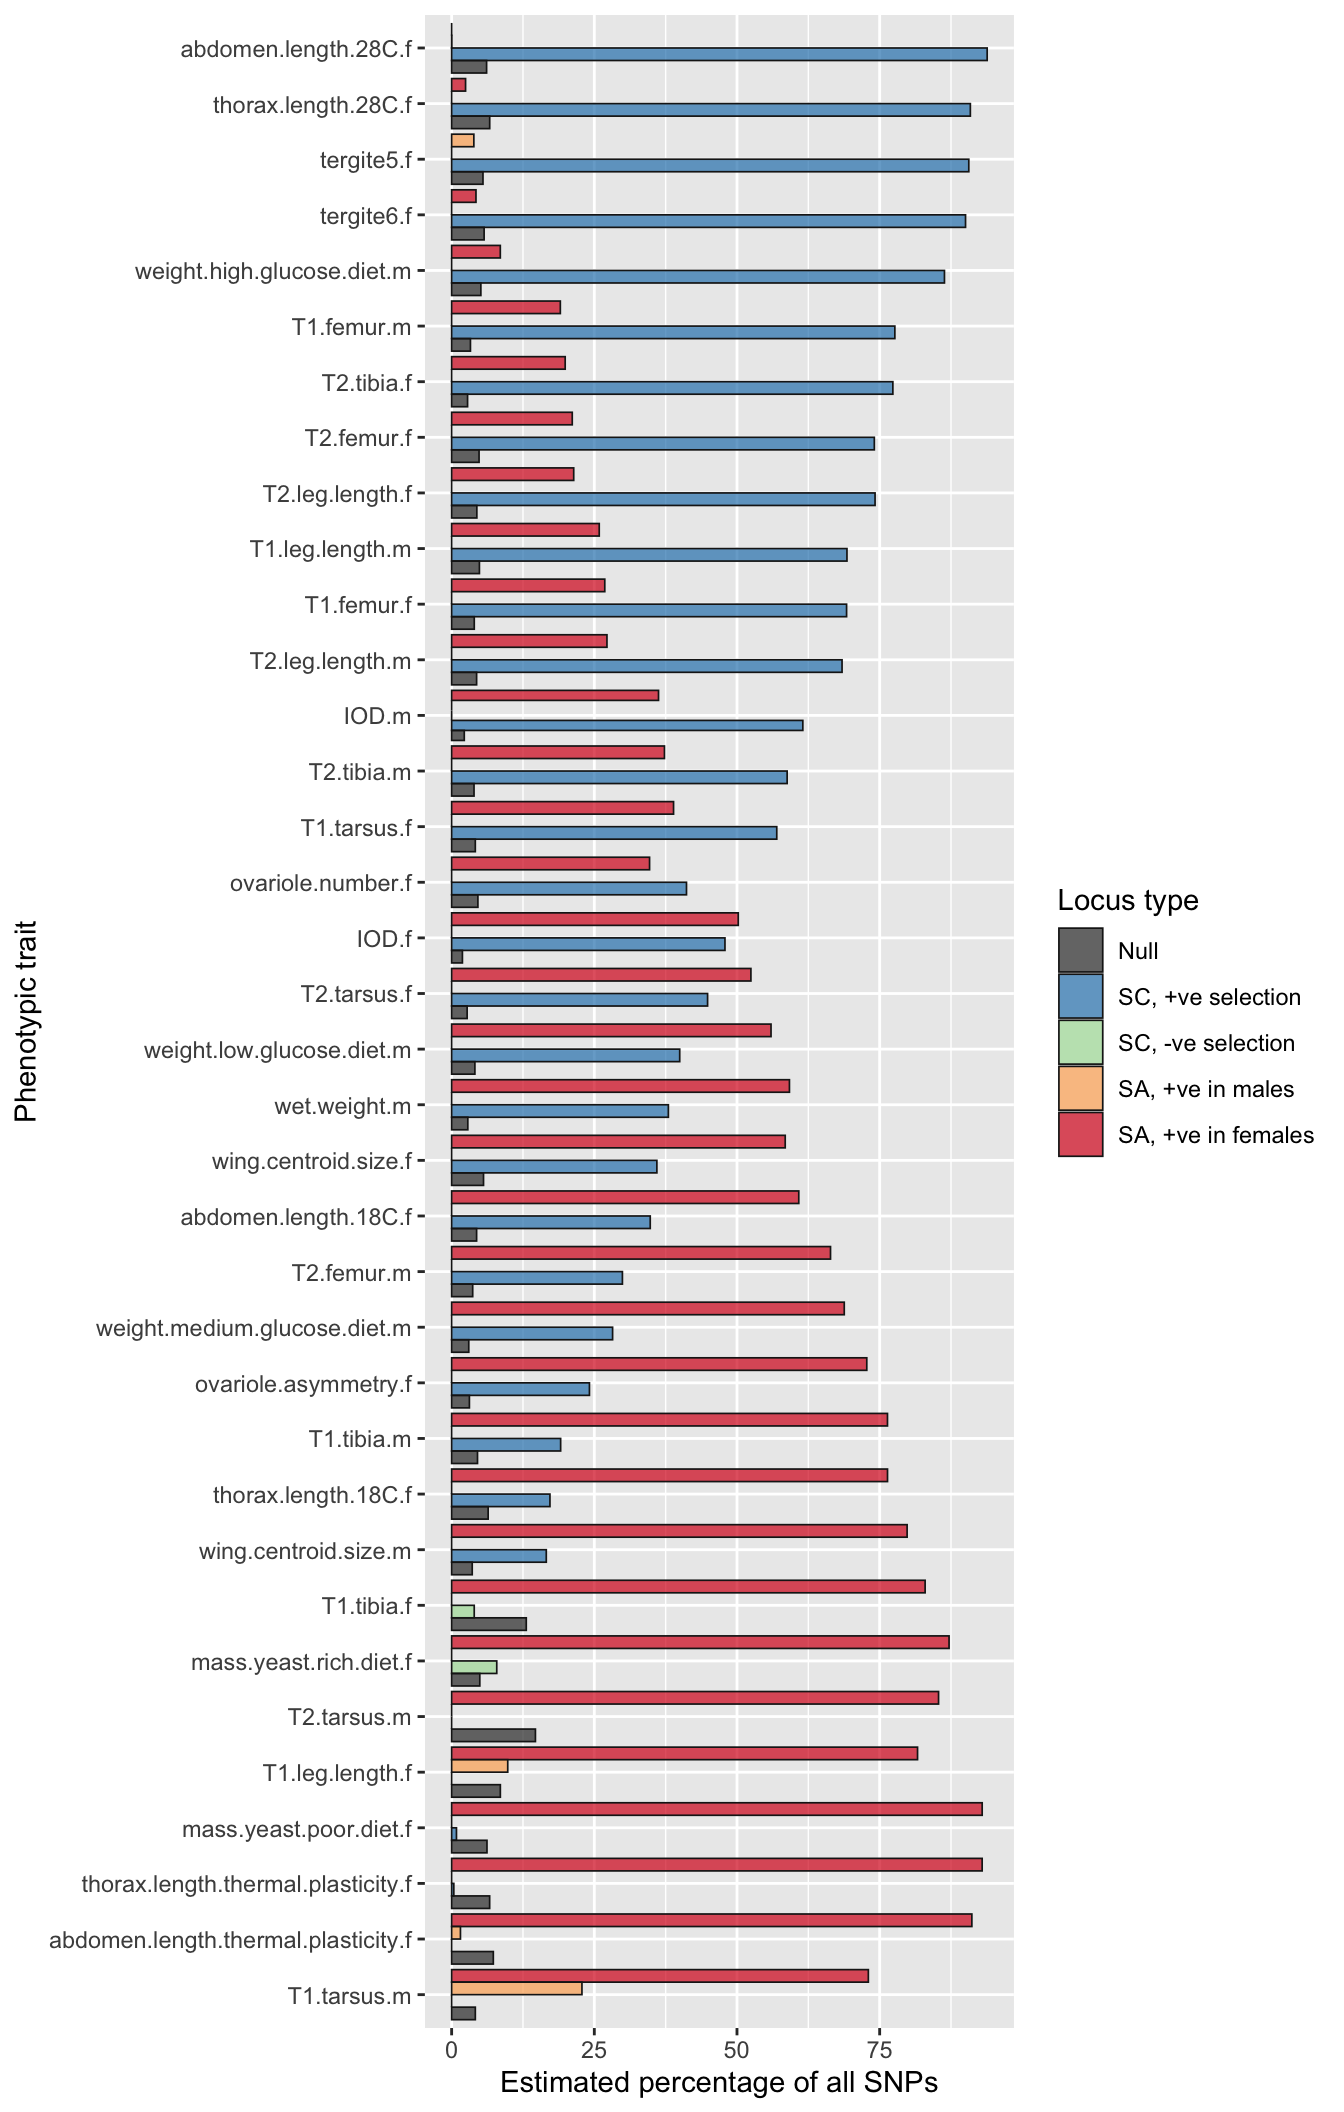 abdomen.length.28C.f
thorax.length.28C.f
tergite5.f
tergite6.f
weight.high.glucose.diet.m
T1.femur.m
T2.tibia.f
T2.femur.f
T2.leg.length.f
T1.leg.length.m
T1.femur.f
T2.leg.length.m
IOD.m
T2.tibia.m
T1.tarsus.f
ovariole.number.f
IOD.f
T2.tarsus.f
weight.low.glucose.diet.m
wet.weight.m
wing.centroid.size.f
abdomen.length.18C.f
T2.femur.m
weight.medium.glucose.diet.m
ovariole.asymmetry.f
T1.tibia.m
thorax.length.18C.f
wing.centroid.size.m
T1.tibia.f
mass.yeast.rich.diet.f
T2.tarsus.m
T1.leg.length.f
mass.yeast.poor.diet.f
thorax.length.thermal.plasticity.f
abdomen.length.thermal.plasticity.f
T1.tarsus.m
Phenotypic trait
0 25 50 75
Estimated percentage of all SNPs
Locus type
Null
SC, +ve selection
SC, -ve selection
SA, +ve in males
SA, +ve in females